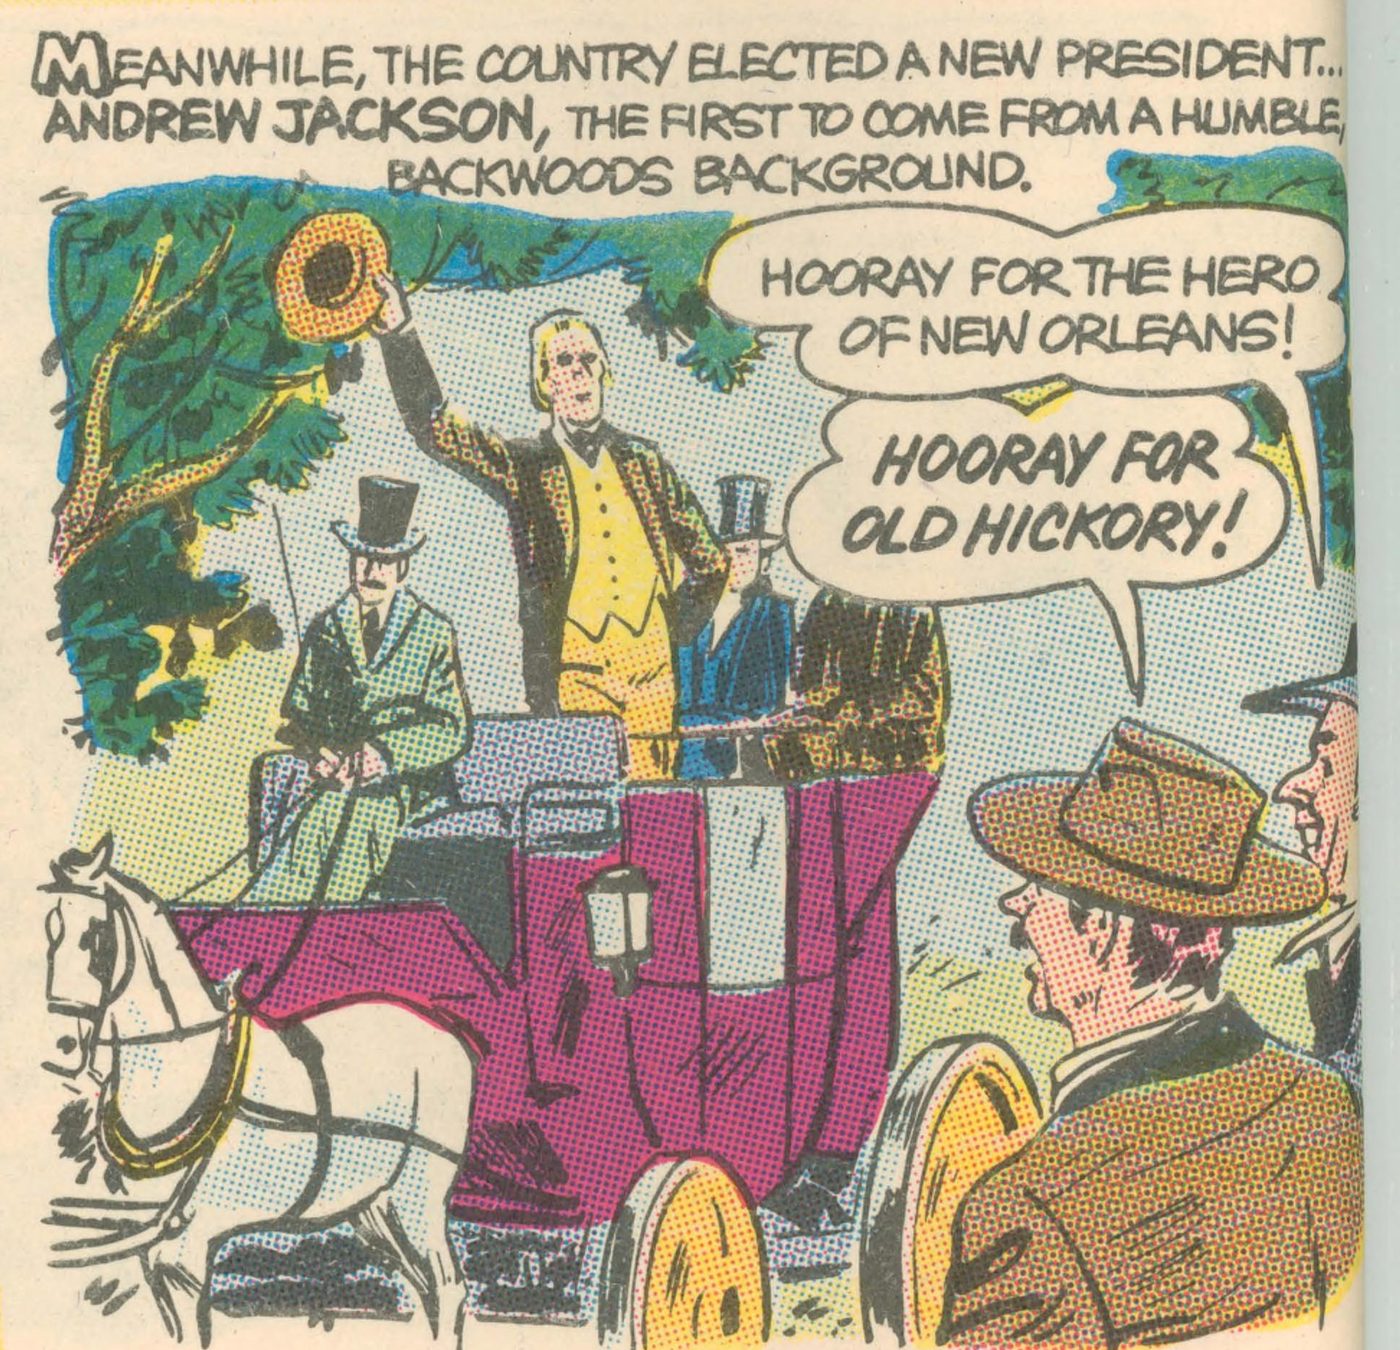 MEANWHILE, THE COUNTRY ELECTED A NEW PRESIDENT...
ANDREW JACKSON, THE FIRST TO COME FROM A HUMBLE,
BACKWOODS BACKGROUND.
HOORAY FOR THE HERO
OF NEW ORLEANS!
HOORAY FOR
OLD HICKORY!